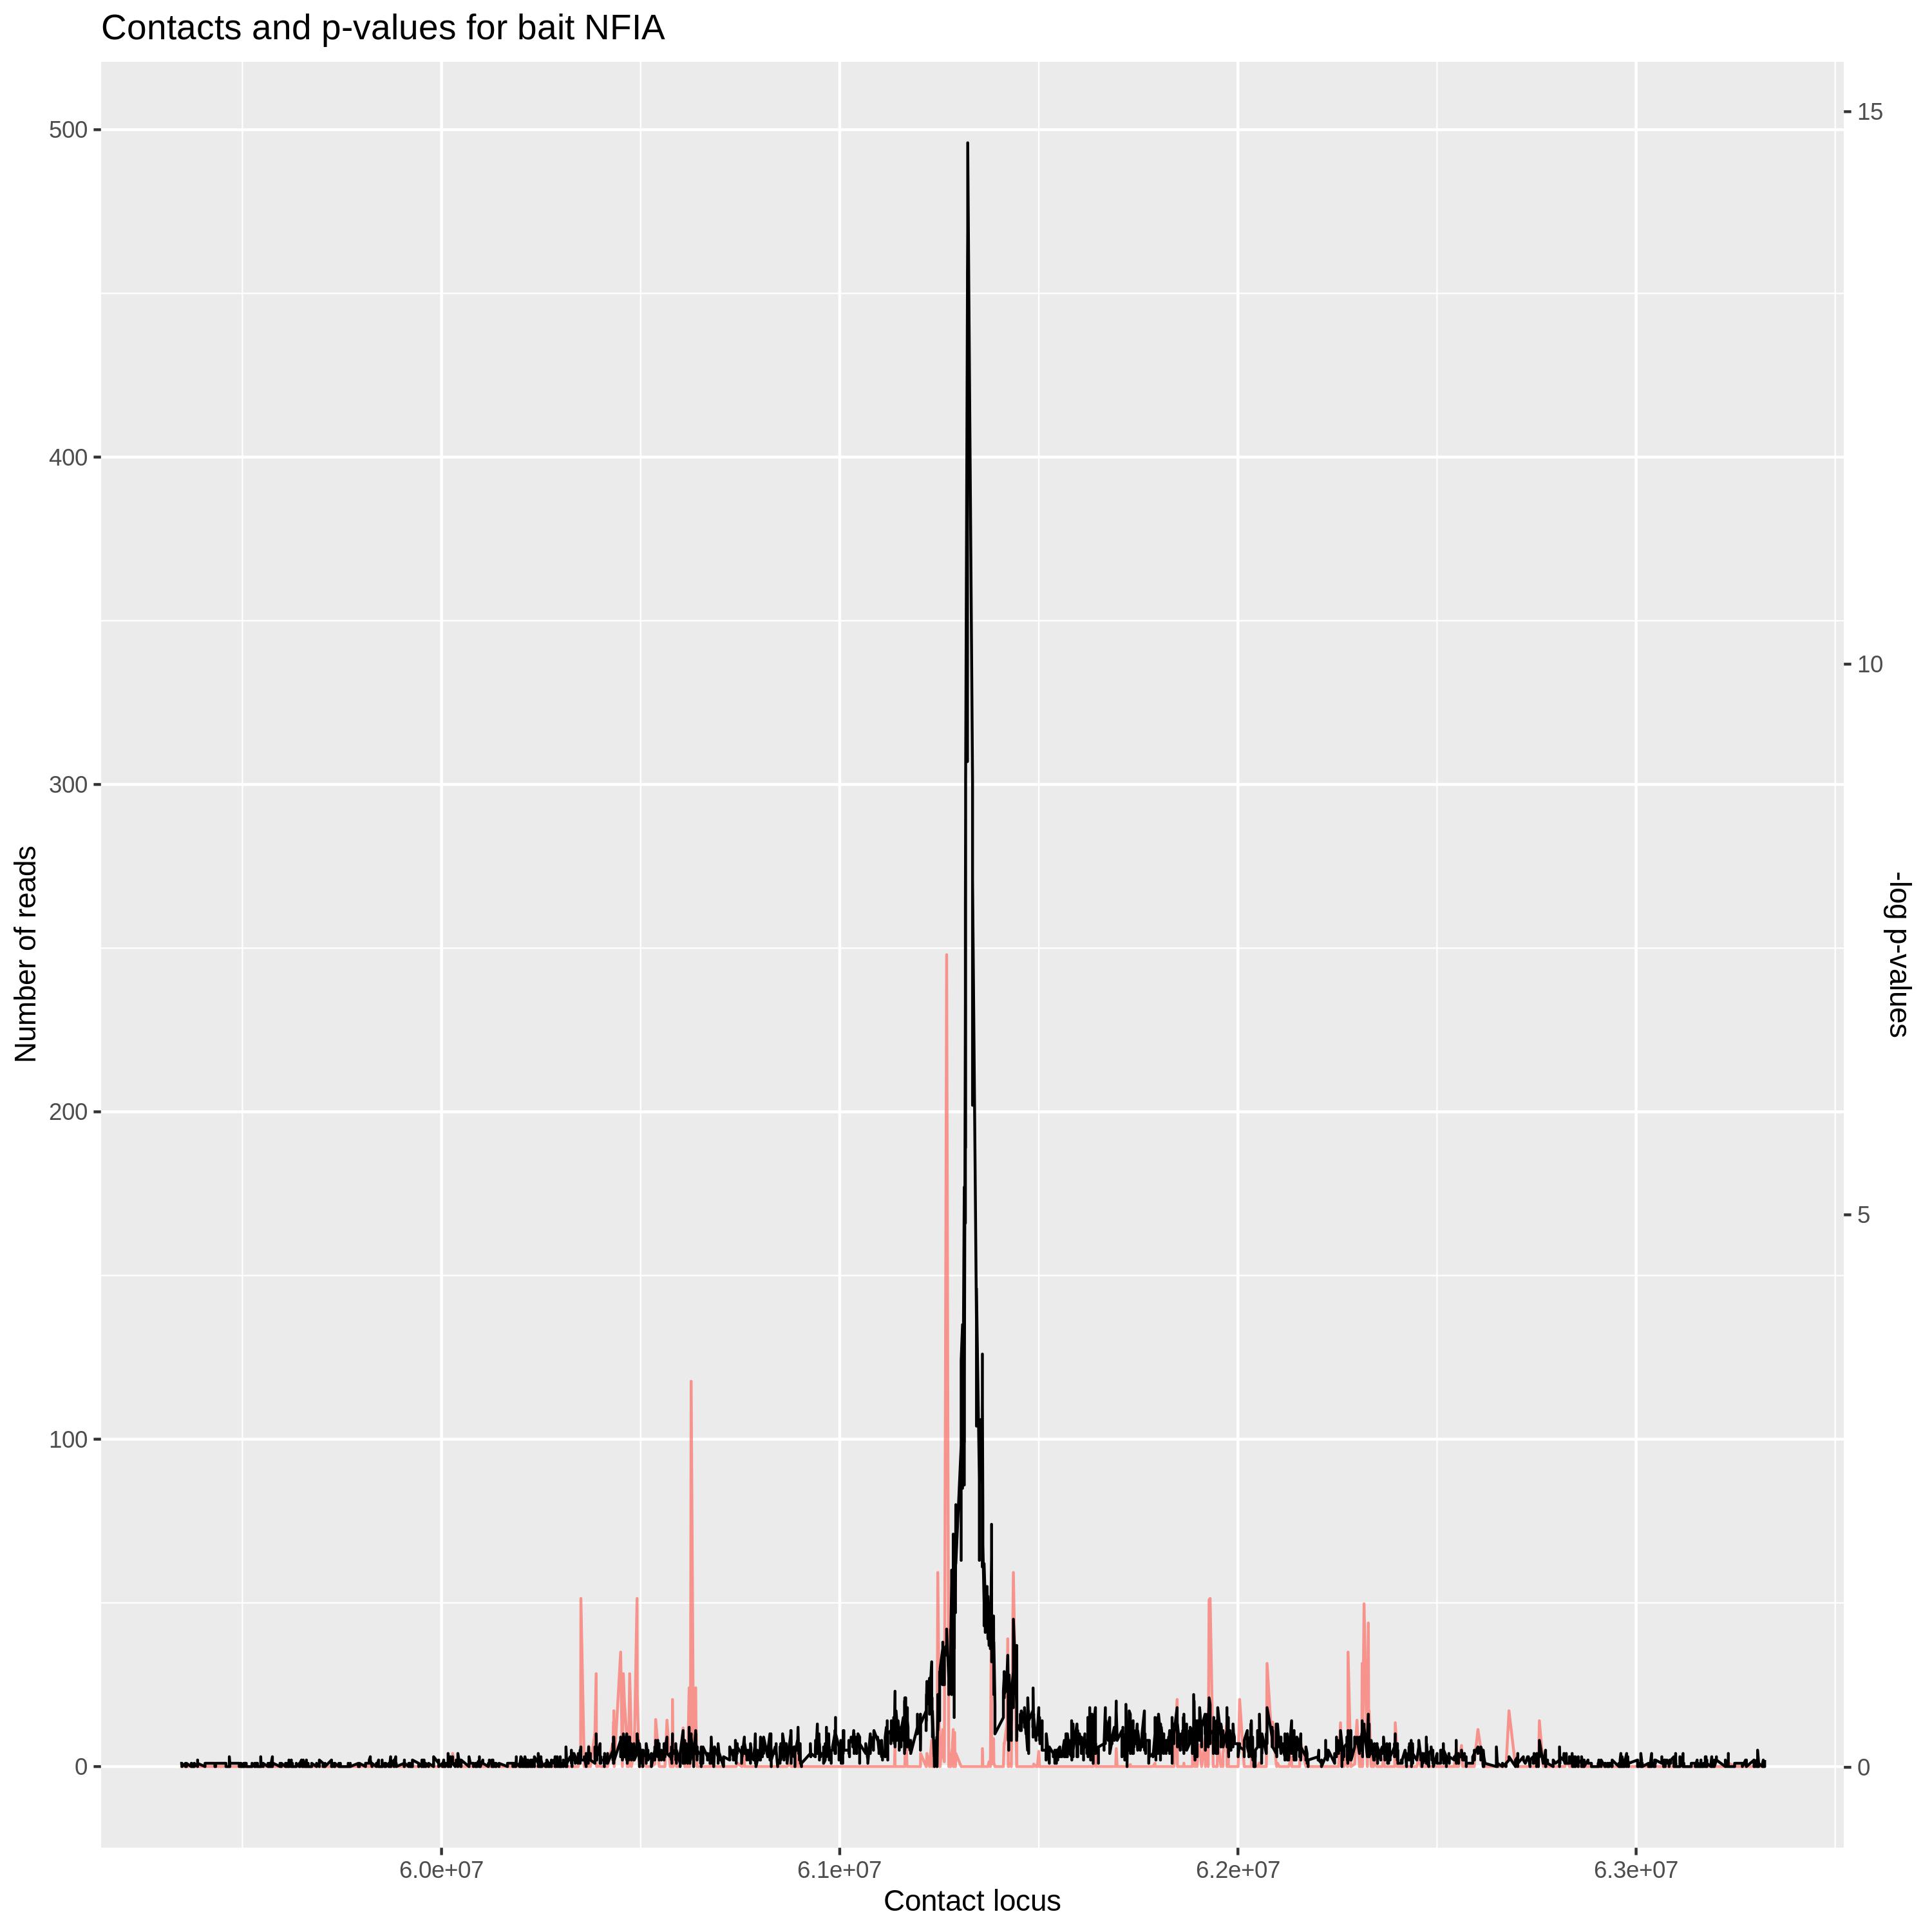 Contacts and p-values for bait NFIA
500
400
300
200
100
0
Number of reads
15
10
5
0
-log p-values
6.0e+07
6.1e+07
6.2e+07
6.3e+07
Contact locus